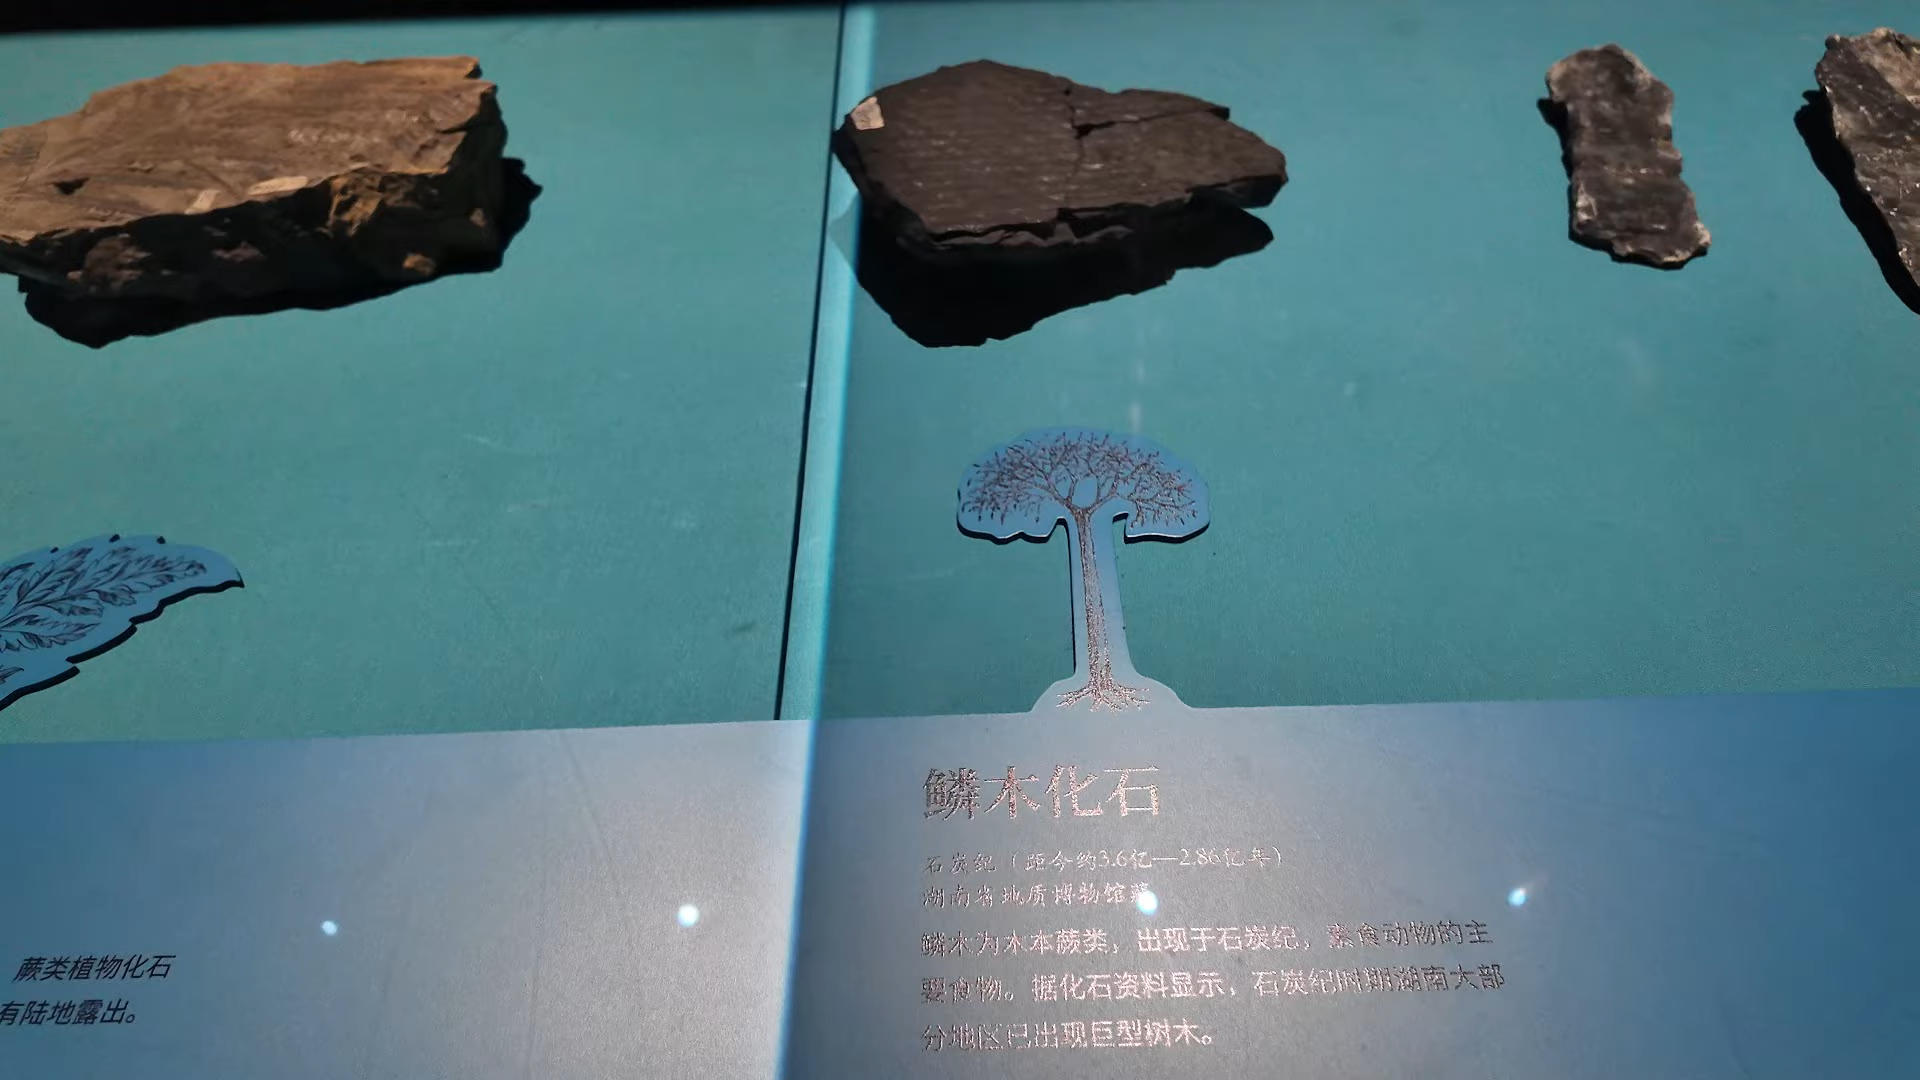 鳞木化石
石炭纪（距今约3.6亿—2.86亿年）
湖南省地质博物馆藏
鳞木为木本蕨类，出现于石炭纪，素食动物的主
要食物。据化石资料显示，石炭纪时期湖南大部
分地区已出现巨型树木。
蕨类植物化石
有陆地露出。